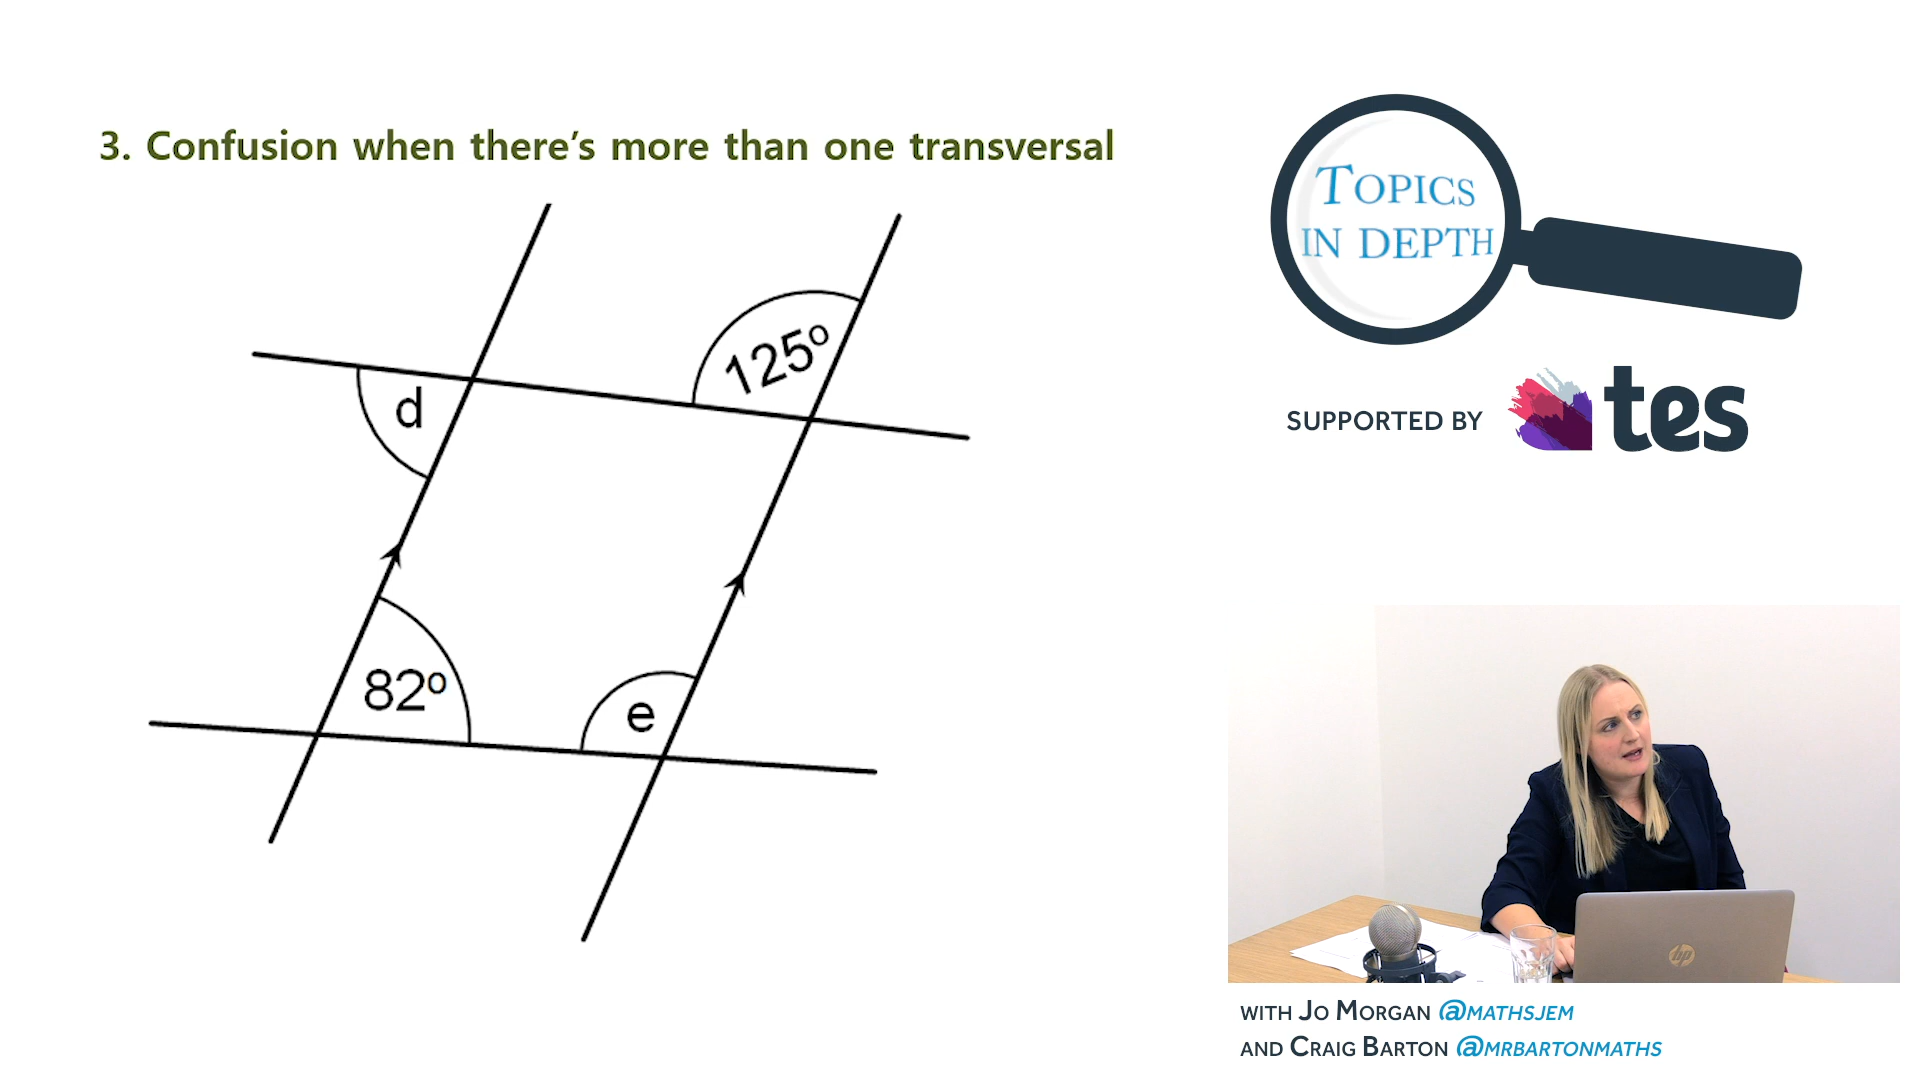 3. Confusion when there's more than one transversal
125º
d
82º
e
TOPICS
IN DEPTH
SUPPORTED BY tes
hp
WITH JO MORGAN @MATHSJEM
AND CRAIG BARTON @MRBARTONMATHS